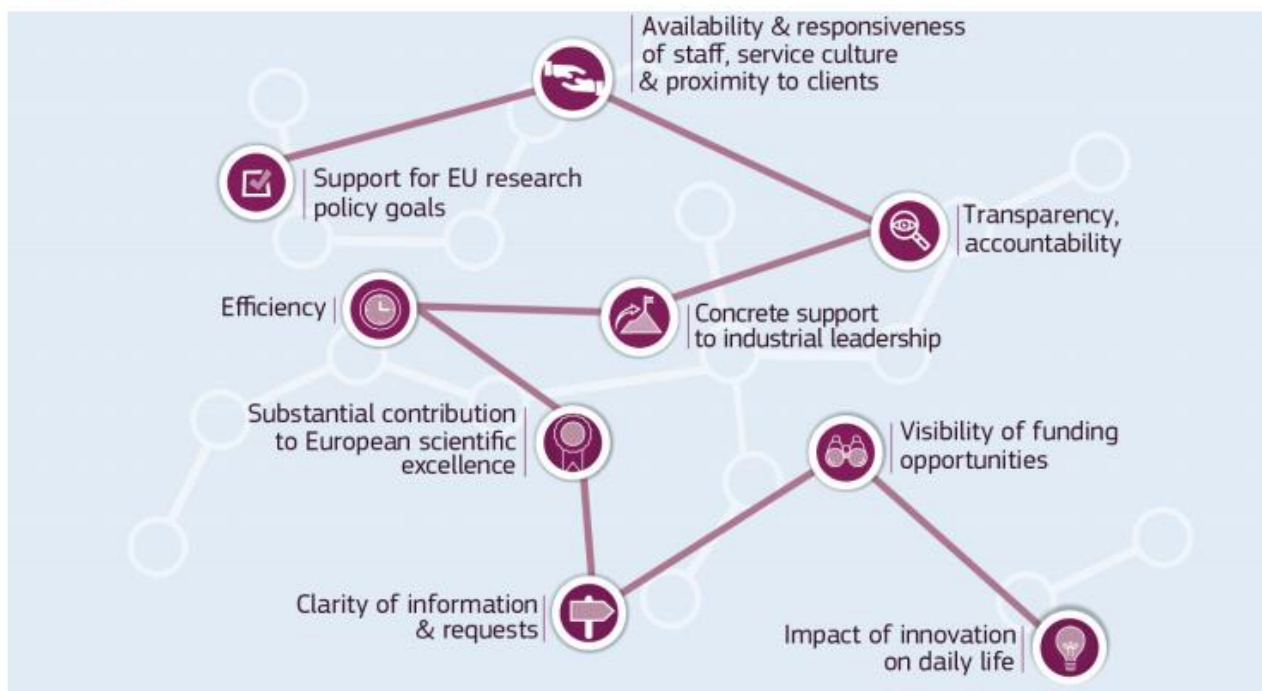 Availability & responsiveness
of staff, service culture
& proximity to clients
Support for EU research
policy goals
Transparency,
accountability
Efficiency
Concrete support
to industrial leadership
Substantial contribution
to European scientific
excellence
Visibility of funding
opportunities
Clarity of information
& requests
Impact of innovation
on daily life